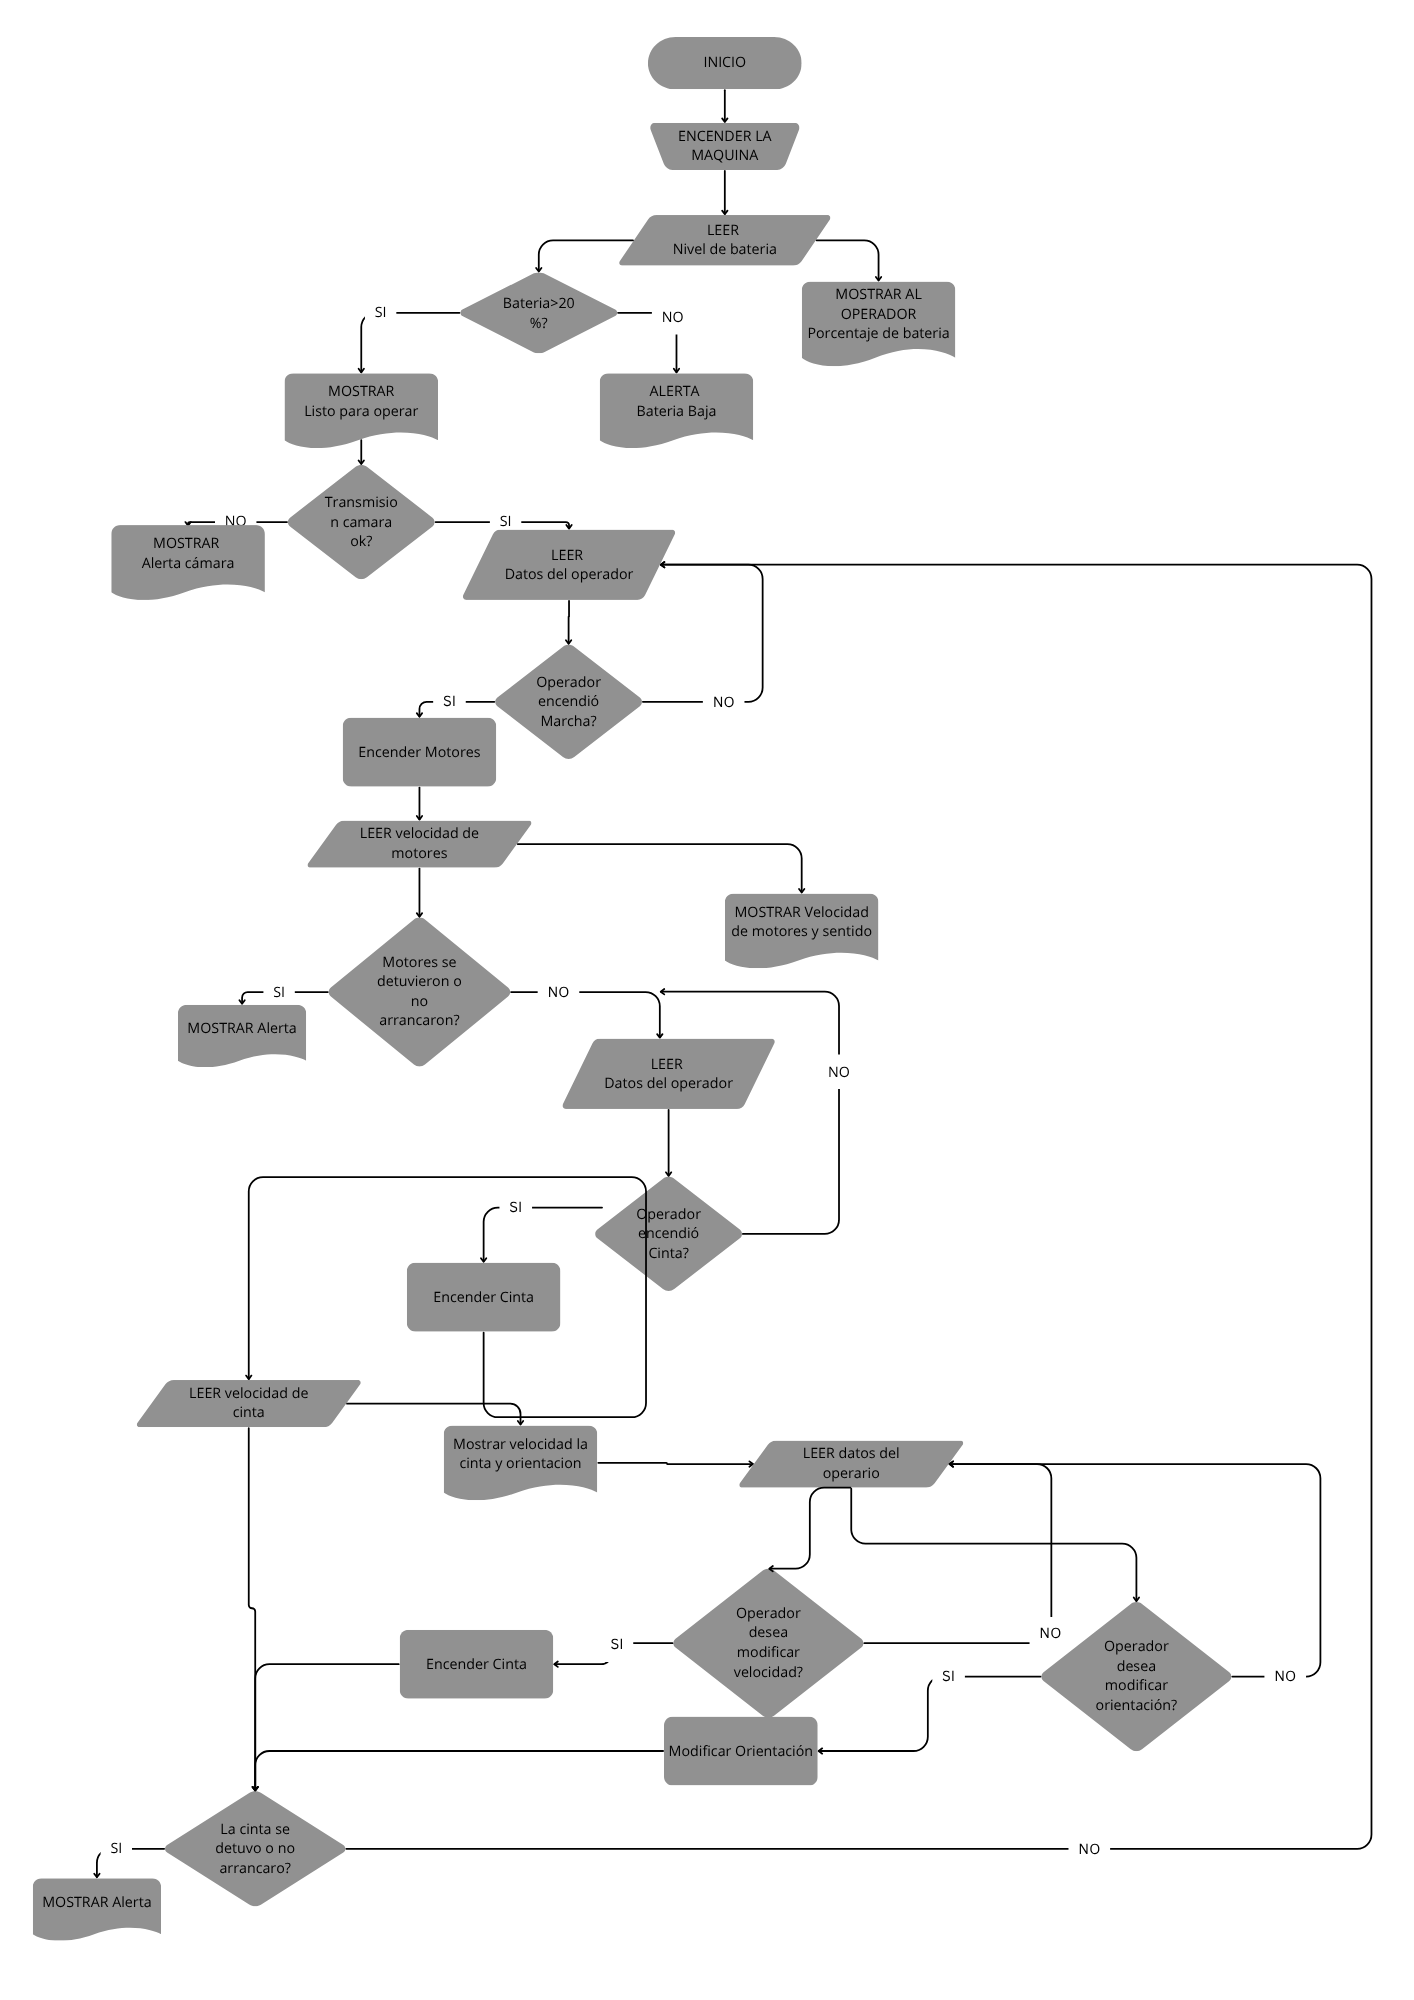 INICIO
ENCENDER LA
MAQUINA
LEER
Nivel de bateria
MOSTRAR AL
OPERADOR
Porcentaje de bateria
Bateria>20
%?
SI
NO
MOSTRAR
Listo para operar
ALERTA
Bateria Baja
Transmisio
n camara
ok?
NO
SI
MOSTRAR
Alerta cámara
LEER
Datos del operador
Operador
encendió
Marcha?
SI
NO
Encender Motores
LEER velocidad de
motores
MOSTRAR Velocidad
de motores y sentido
Motores se
detuvieron o
no
arrancaron?
SI
NO
MOSTRAR Alerta
LEER
Datos del operador
NO
Operador
encendió
Cinta?
SI
Encender Cinta
LEER velocidad de
cinta
Mostrar velocidad la
cinta y orientacion
LEER datos del
operario
Operador
desea
modificar
velocidad?
SI
NO
Encender Cinta
Operador
desea
modificar
orientación?
SI
NO
Modificar Orientación
La cinta se
detuvo o no
arrancaro?
SI
NO
MOSTRAR Alerta